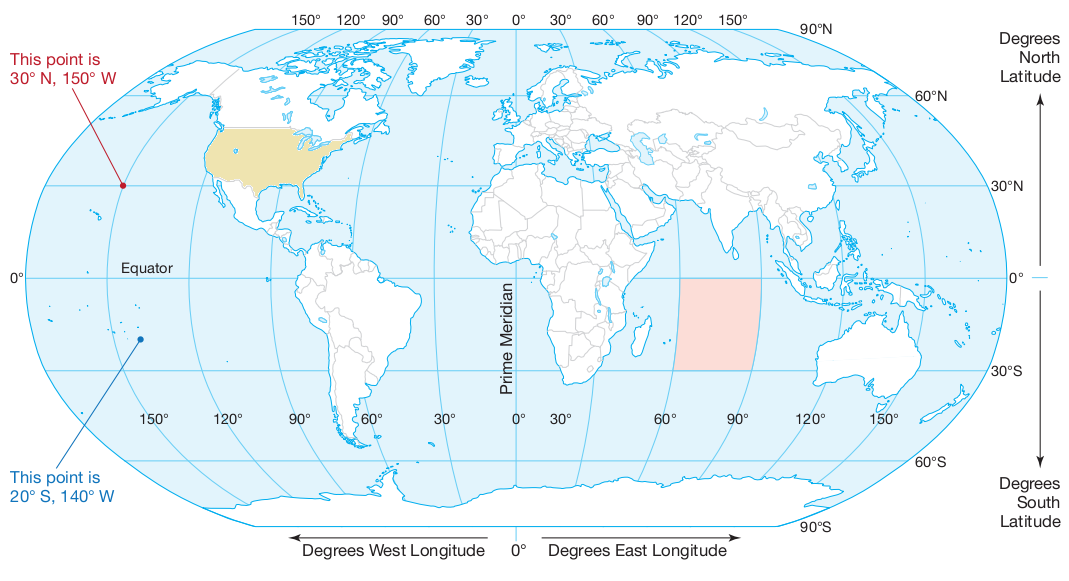 150° 120° 90° 60° 30° 0° 30° 60° 90° 120° 150°
90°N
Degrees
North
Latitude
This point is
30° N, 150° W
60°N
30°N
Equator
0°
0°
Prime Meridian
30°S
150° 120° 90° 60° 30° 0° 30° 60° 90° 120° 150°
60°S
This point is
20° S, 140° W
Degrees
South
Latitude
90°S
Degrees West Longitude 0° Degrees East Longitude